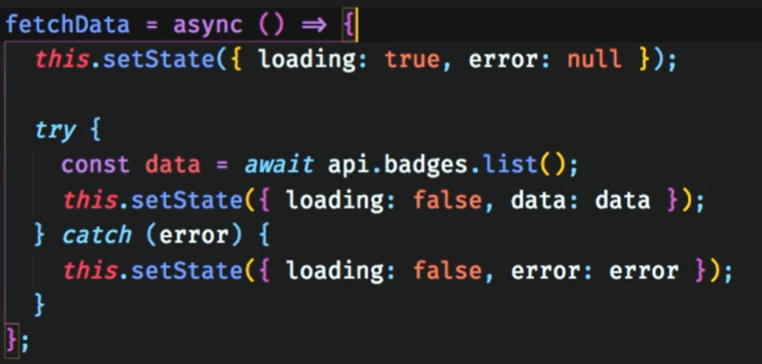 fetchData = async () => {
  this.setState({ loading: true, error: null });

  try {
    const data = await api.badges.list();
    this.setState({ loading: false, data: data });
  } catch (error) {
    this.setState({ loading: false, error: error });
  }
};